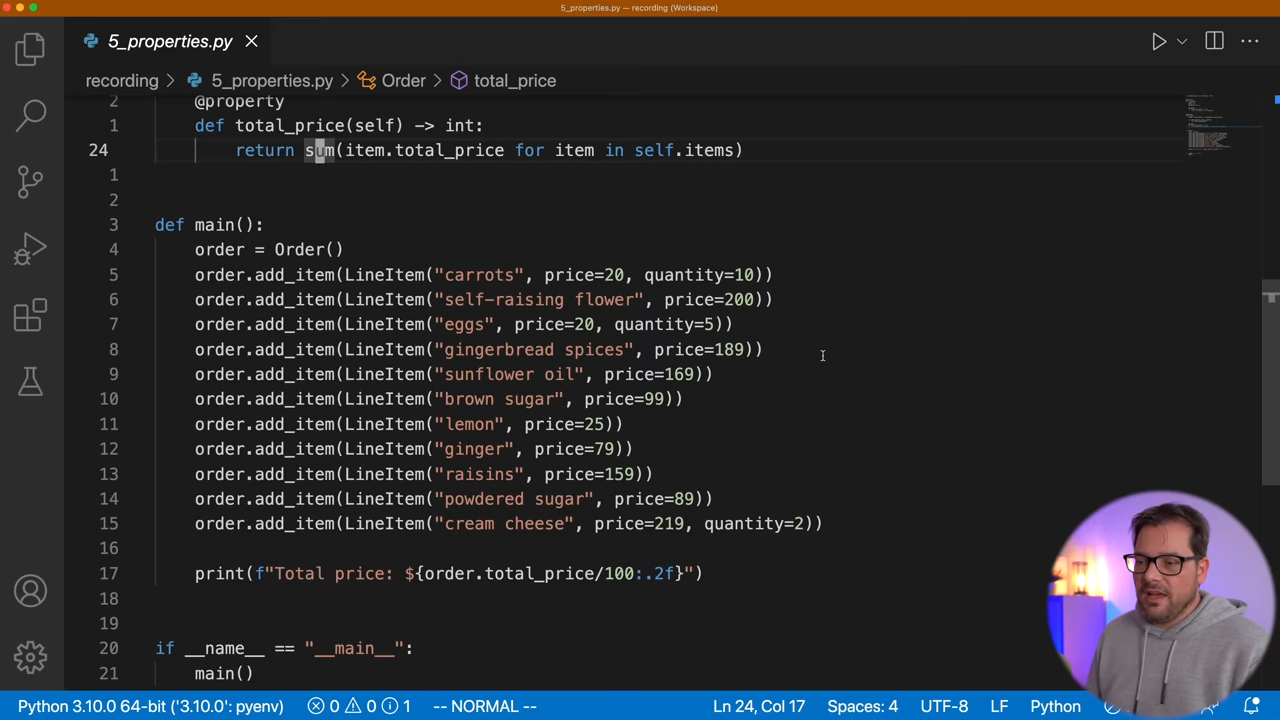 5_properties.py — recording (Workspace)
5_properties.py
recording > 5_properties.py > Order > total_price
2 @property
1 def total_price(self) -> int:
24 return sum(item.total_price for item in self.items)
1
2
3 def main():
4 order = Order()
5 order.add_item(LineItem("carrots", price=20, quantity=10))
6 order.add_item(LineItem("self-raising flower", price=200))
7 order.add_item(LineItem("eggs", price=20, quantity=5))
8 order.add_item(LineItem("gingerbread spices", price=189))
9 order.add_item(LineItem("sunflower oil", price=169))
10 order.add_item(LineItem("brown sugar", price=99))
11 order.add_item(LineItem("lemon", price=25))
12 order.add_item(LineItem("ginger", price=79))
13 order.add_item(LineItem("raisins", price=159))
14 order.add_item(LineItem("powdered sugar", price=89))
15 order.add_item(LineItem("cream cheese", price=219, quantity=2))
16
17 print(f"Total price: ${order.total_price/100:.2f}")
18
19
20 if __name__ == "__main__":
21 main()
Python 3.10.0 64-bit ('3.10.0': pyenv) 0 0 1 -- NORMAL -- Ln 24, Col 17 Spaces: 4 UTF-8 LF Python